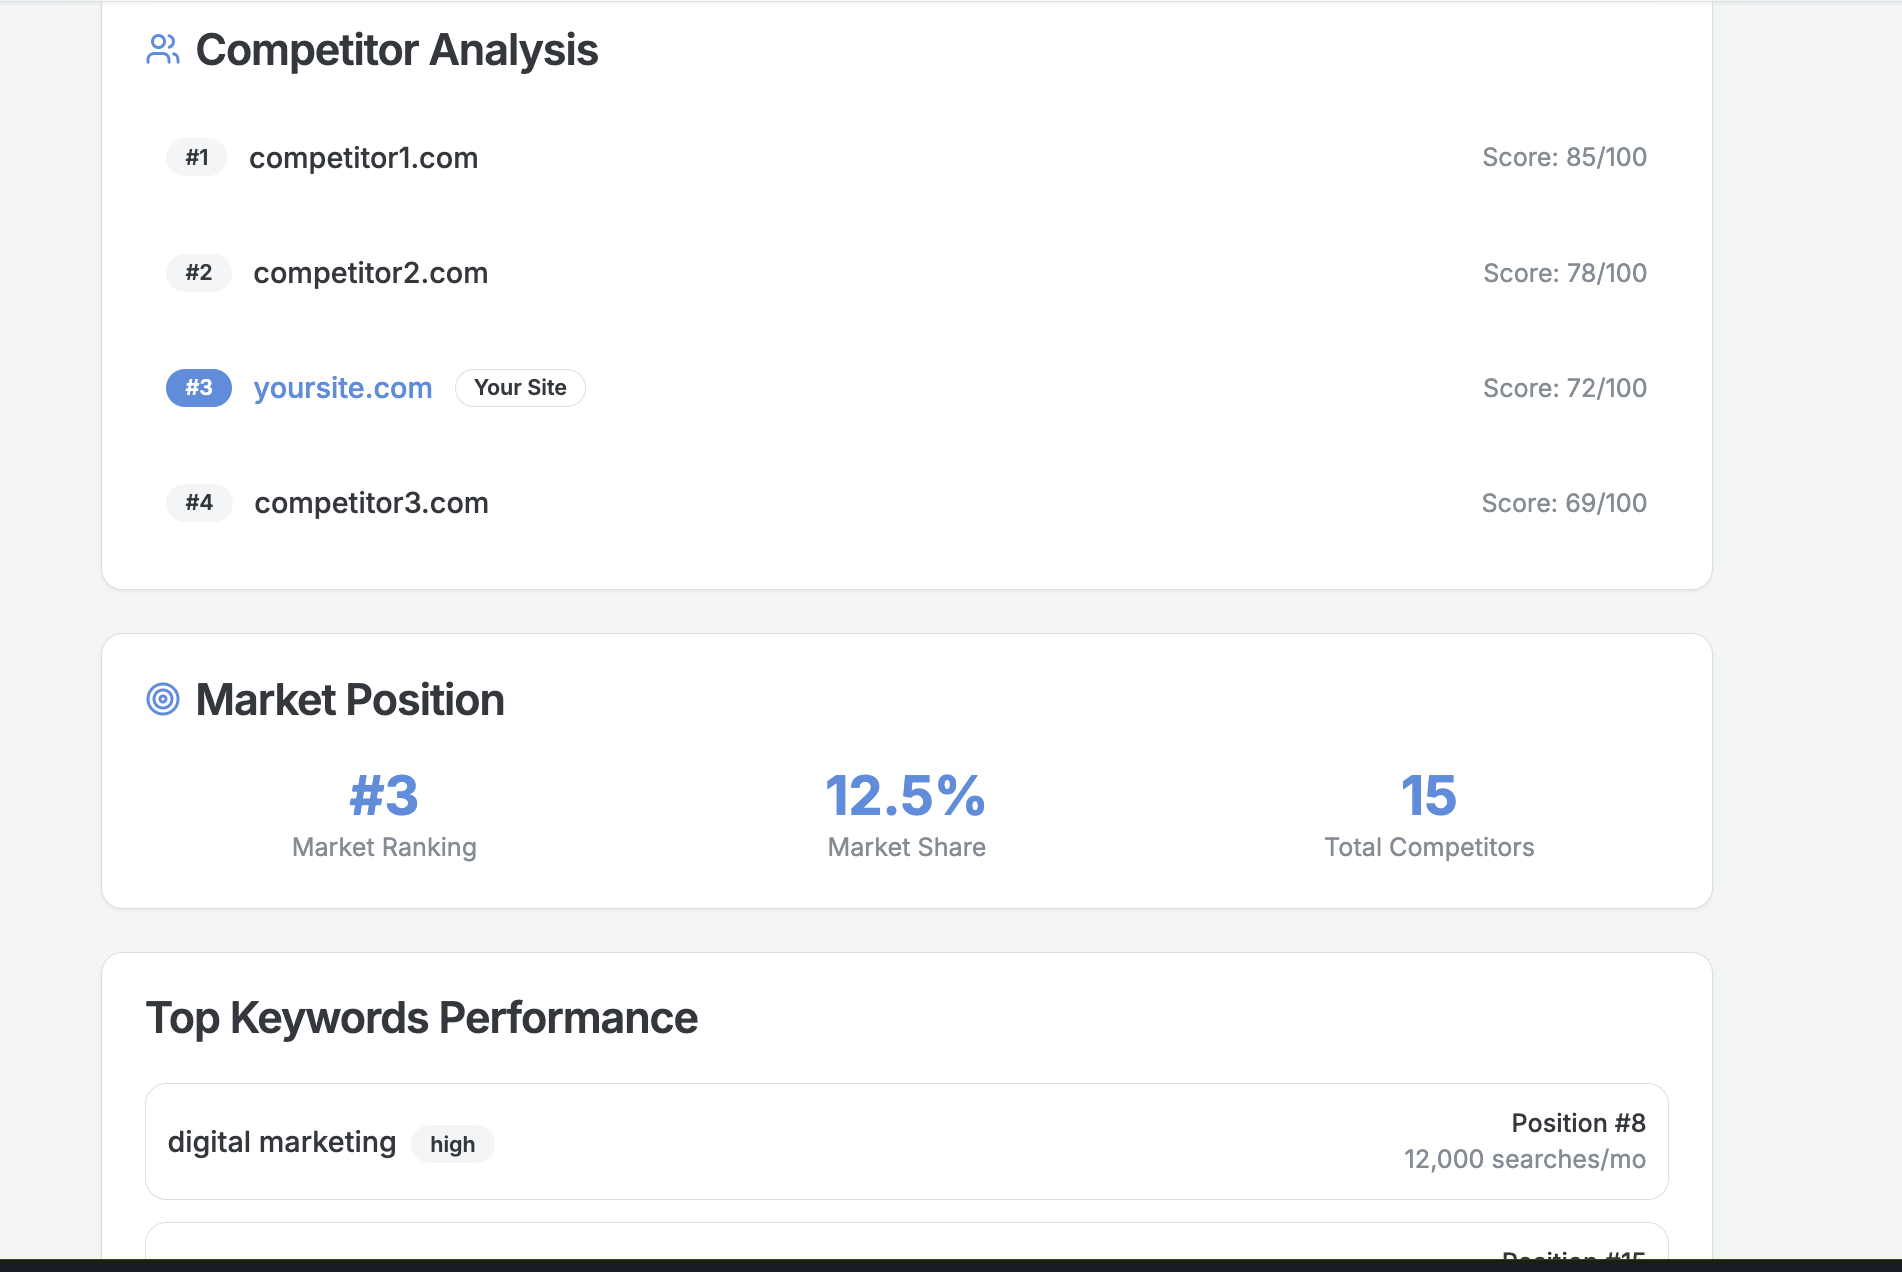 Competitor Analysis
#1 competitor1.com Score: 85/100
#2 competitor2.com Score: 78/100
#3 yoursite.com Your Site Score: 72/100
#4 competitor3.com Score: 69/100
Market Position
#3 12.5% 15
Market Ranking Market Share Total Competitors
Top Keywords Performance
digital marketing high Position #8
12,000 searches/mo
Position #15